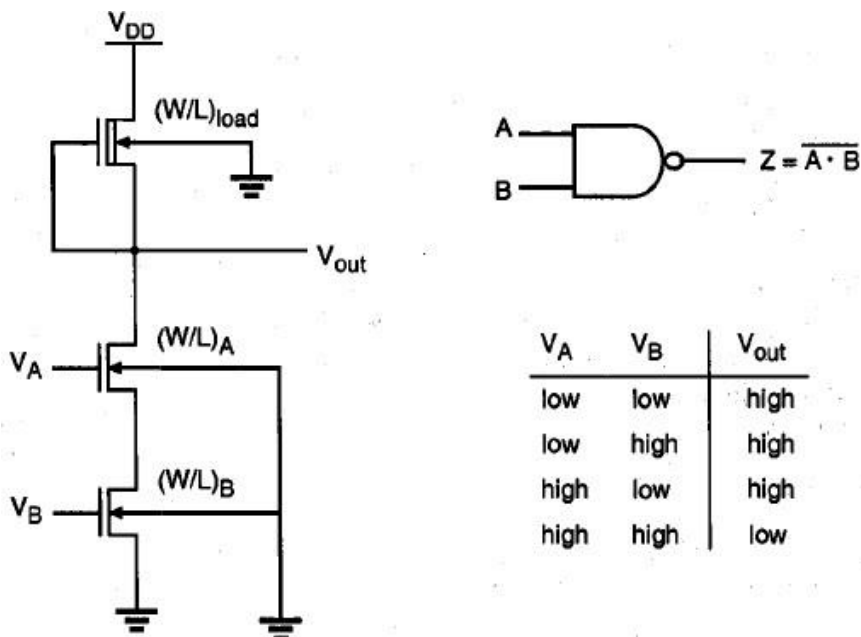 V_DD
(W/L)_load
V_out
V_A
(W/L)_A
V_B
(W/L)_B
A
B
Z = \overline{A · B}
V_A V_B V_out
low low high
low high high
high low high
high high low